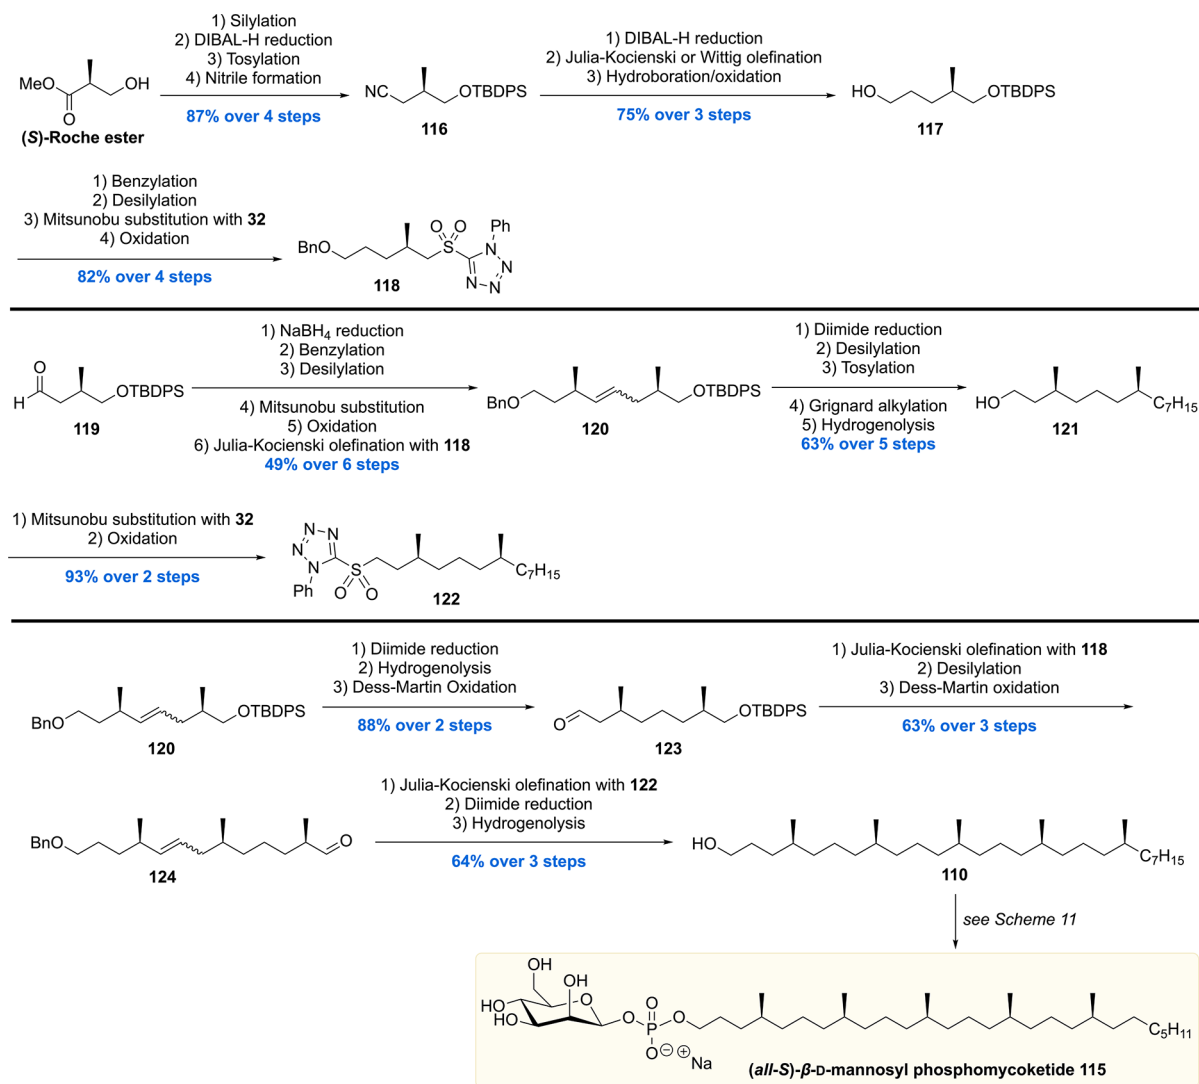 1) Silylation
2) DIBAL-H reduction
3) Tosylation
4) Nitrile formation
87% over 4 steps
MeO
OH
O
(S)-Roche ester
NC
OTBDPS
116
1) DIBAL-H reduction
2) Julia-Kocienski or Wittig olefination
3) Hydroboration/oxidation
75% over 3 steps
HO
OTBDPS
117
1) Benzylation
2) Desilylation
3) Mitsunobu substitution with 32
4) Oxidation
82% over 4 steps
BnO
O O
S
Ph
N
N
N
N
118
O
H
OTBDPS
119
1) NaBH4 reduction
2) Benzylation
3) Desilylation
4) Mitsunobu substitution
5) Oxidation
6) Julia-Kocienski olefination with 118
49% over 6 steps
BnO
OTBDPS
120
1) Diimide reduction
2) Desilylation
3) Tosylation
4) Grignard alkylation
5) Hydrogenolysis
63% over 5 steps
HO
C7H15
121
1) Mitsunobu substitution with 32
2) Oxidation
93% over 2 steps
N
N
N
N
Ph
S
O O
C7H15
122
BnO
OTBDPS
120
1) Diimide reduction
2) Hydrogenolysis
3) Dess-Martin Oxidation
88% over 2 steps
O
OTBDPS
123
1) Julia-Kocienski olefination with 118
2) Desilylation
3) Dess-Martin oxidation
63% over 3 steps
BnO
O
124
1) Julia-Kocienski olefination with 122
2) Diimide reduction
3) Hydrogenolysis
64% over 3 steps
HO
C7H15
110
see Scheme 11
OH
OH
HO
HO
O
O
P
O
O
O⊖ ⊕Na
C5H11
(all-S)-β-D-mannosyl phosphomycoketide 115